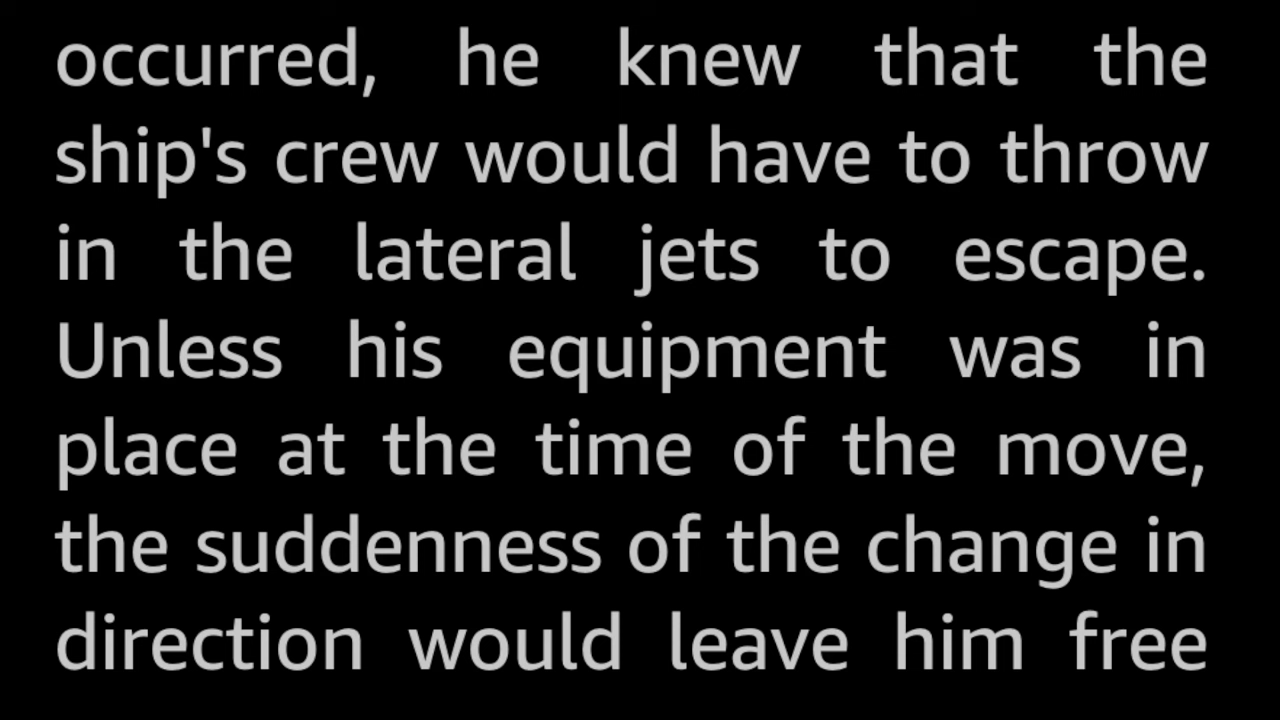 occurred, he knew that the
ship's crew would have to throw
in the lateral jets to escape.
Unless his equipment was in
place at the time of the move,
the suddenness of the change in
direction would leave him free